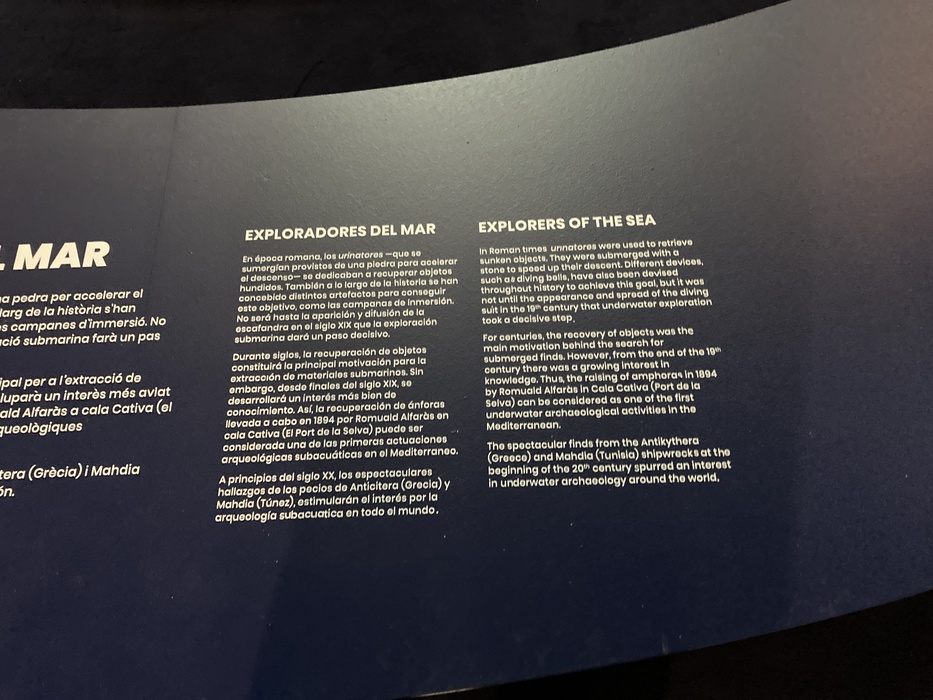 L MAR
a pedra per accelerar el
llarg de la història s'han
s campanes d'immersió. No
ció submarina farà un pas
ipal per a l'extracció de
luparà un interès més aviat
ald Alfaràs a cala Cativa (el
queològiques
tera (Grècia) i Mahdia
ón.
EXPLORADORES DEL MAR
En época romana, los urinatores —que se
sumergían provistos de una piedra para acelerar
el descenso— se dedicaban a recuperar objetos
hundidos. También a lo largo de la historia se han
concebido distintos artefactos para conseguir
este objetivo, como las campanas de inmersión.
No será hasta la aparición y difusión de la
escafandra en el siglo XIX que la exploración
submarina dará un paso decisivo.
Durante siglos, la recuperación de objetos
constituirá la principal motivación para la
extracción de materiales submarinos. Sin
embargo, desde finales del siglo XIX, se
desarrollará un interés más bien de
conocimiento. Así, la recuperación de ánforas
llevada a cabo en 1894 por Romuald Alfaràs en
cala Cativa (El Port de la Selva) puede ser
considerada una de las primeras actuaciones
arqueológicas subacuáticas en el Mediterraneo.
A principios del siglo XX, los espectaculares
hallazgos de los pecios de Anticitera (Grecia) y
Mahdia (Túnez), estimularán el interés por la
arqueología subacuatica en todo el mundo.
EXPLORERS OF THE SEA
In Roman times unnatores were used to retrieve
sunken objects. They were submerged with a
stone to speed up their descent. Different devices,
such as diving bells, have also been devised
throughout history to achieve this goal, but it was
not until the appearance and spread of the diving
suit in the 19th century that underwater exploration
took a decisive step.
For centuries, the recovery of objects was the
main motivation behind the search for
submerged finds. However, from the end of the 19th
century there was a growing interest in
knowledge. Thus, the raising of amphoras in 1894
by Romuald Alfaràs in Cala Cativa (Port de la
Selva) can be considered as one of the first
underwater archaeological activities in the
Mediterranean.
The spectacular finds from the Antikythera
(Greece) and Mahdia (Tunisia) shipwrecks at the
beginning of the 20th century spurred an interest
in underwater archaeology around the world.